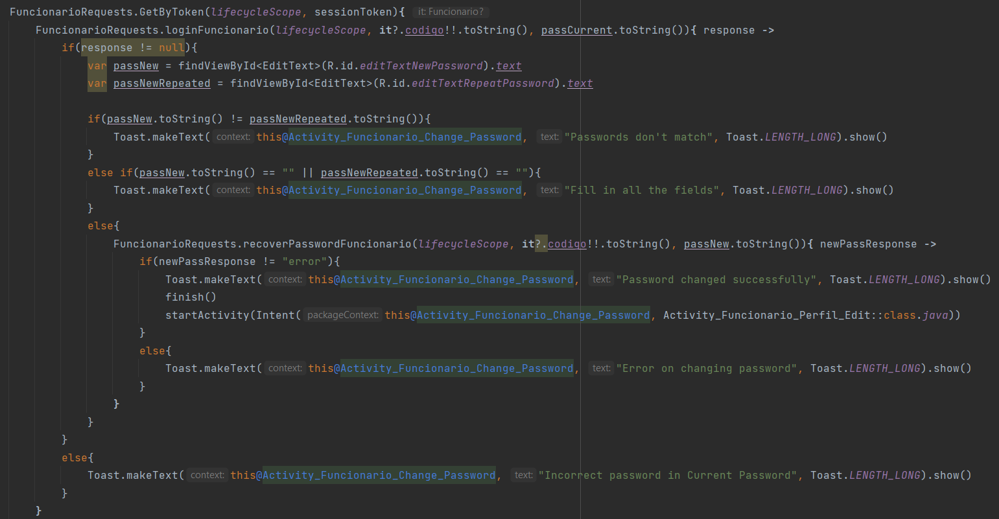 FuncionarioRequests.GetByToken(lifecycleScope, sessionToken){ it: Funcionario?
FuncionarioRequests.loginFuncionario(lifecycleScope, it?.codigo!!.toString(), passCurrent.toString()){ response ->
if(response != null){
var passNew = findViewById<EditText>(R.id.editTextNewPassword).text
var passNewRepeated = findViewById<EditText>(R.id.editTextRepeatPassword).text
if(passNew.toString() != passNewRepeated.toString()){
Toast.makeText( context: this@Activity_Funcionario_Change_Password, text: "Passwords don't match", Toast.LENGTH_LONG).show()
}
else if(passNew.toString() == "" || passNewRepeated.toString() == ""){
Toast.makeText( context: this@Activity_Funcionario_Change_Password, text: "Fill in all the fields", Toast.LENGTH_LONG).show()
}
else{
FuncionarioRequests.recoverPasswordFuncionario(lifecycleScope, it?.codigo!!.toString(), passNew.toString()){ newPassResponse ->
if(newPassResponse != "error"){
Toast.makeText( context: this@Activity_Funcionario_Change_Password, text: "Password changed successfully", Toast.LENGTH_LONG).show()
finish()
startActivity(Intent( packageContext: this@Activity_Funcionario_Change_Password, Activity_Funcionario_Perfil_Edit::class.java))
}
else{
Toast.makeText( context: this@Activity_Funcionario_Change_Password, text: "Error on changing password", Toast.LENGTH_LONG).show()
}
}
}
}
else{
Toast.makeText( context: this@Activity_Funcionario_Change_Password, text: "Incorrect password in Current Password", Toast.LENGTH_LONG).show()
}
}